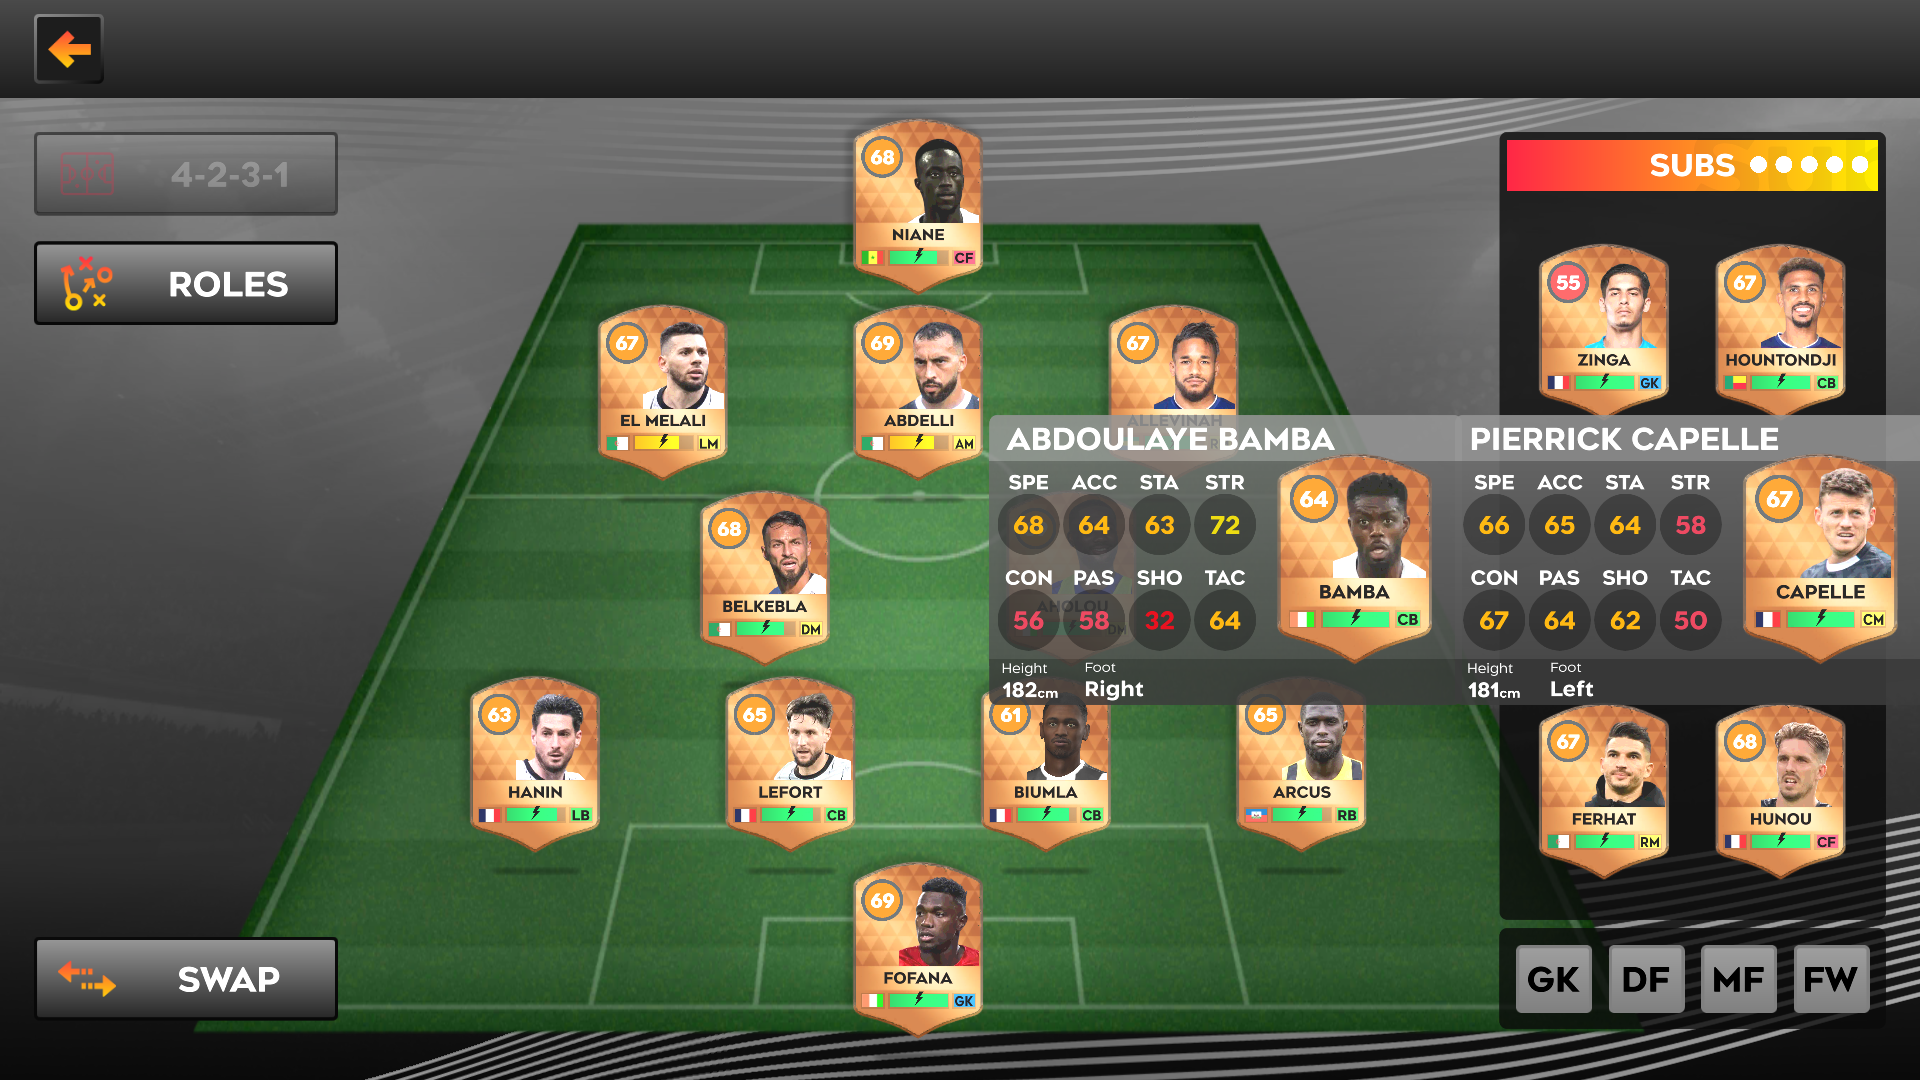 4-2-3-1
ROLES
SWAP
68
NIANE
CF
67
EL MELALI
LM
69
ABDELLI
AM
67
ALLEVINAH
68
BELKEBLA
DM
AHOLOU
DM
63
HANIN
LB
65
LEFORT
CB
61
BIUMLA
CB
65
ARCUS
RB
69
FOFANA
GK
SUBS
55
ZINGA
GK
67
HOUNTONDJI
CB
ABDOULAYE BAMBA
SPE ACC STA STR
68 64 63 72
CON PAS SHO TAC
56 58 32 64
Height Foot
182cm Right
64
BAMBA
CB
PIERRICK CAPELLE
SPE ACC STA STR
66 65 64 58
CON PAS SHO TAC
67 64 62 50
Height Foot
181cm Left
67
CAPELLE
CM
67
FERHAT
RM
68
HUNOU
CF
GK DF MF FW